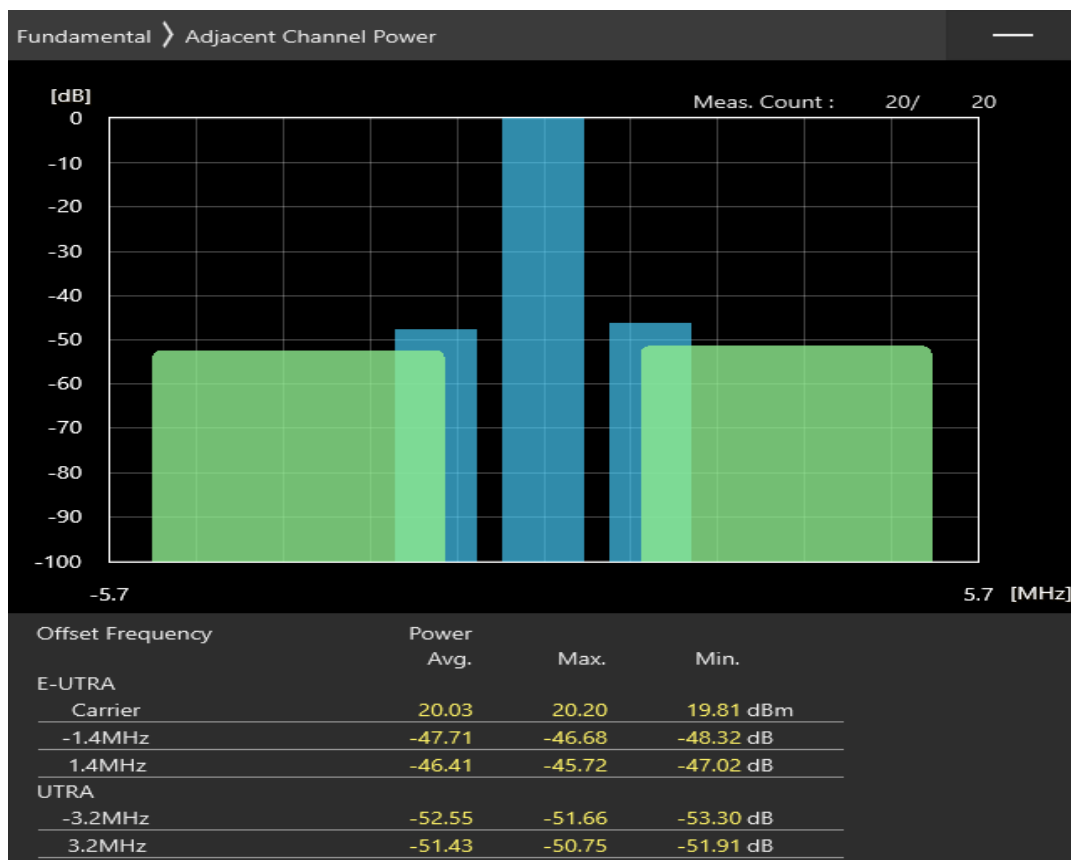 Fundamental 〉 Adjacent Channel Power
[dB]
Meas. Count : 20/ 20
0
-10
-20
-30
-40
-50
-60
-70
-80
-90
-100
-5.7 5.7 [MHz]
Offset Frequency Power
Avg. Max. Min.
E-UTRA
Carrier 20.03 20.20 19.81 dBm
-1.4MHz -47.71 -46.68 -48.32 dB
1.4MHz -46.41 -45.72 -47.02 dB
UTRA
-3.2MHz -52.55 -51.66 -53.30 dB
3.2MHz -51.43 -50.75 -51.91 dB